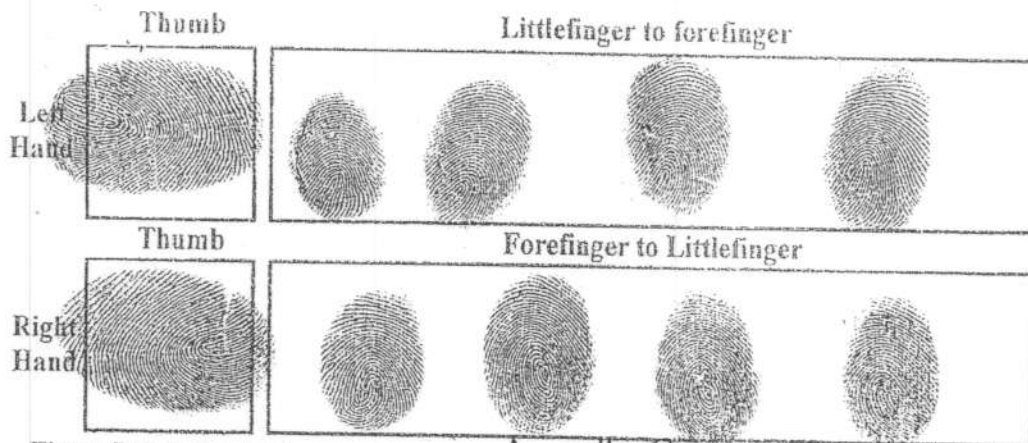 Thumb
Littlefinger to forefinger
Left
Hand
Thumb
Forefinger to Littlefinger
Right
Hand